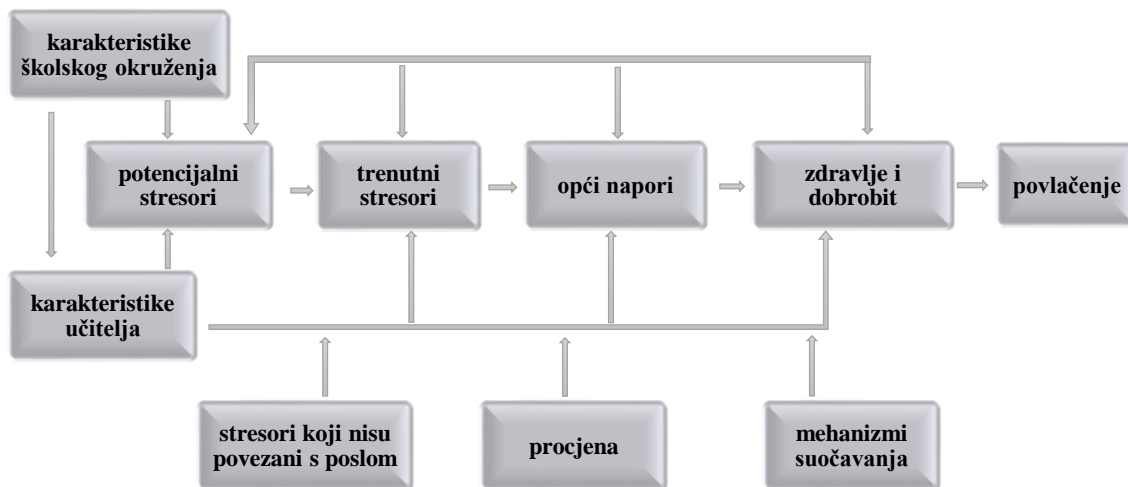 karakteristike
školskog okruženja
potencijalni
stresori
trenutni
stresori
opći napori
zdravlje i
dobrobit
povlačenje
karakteristike
učitelja
stresori koji nisu
povezani s poslom
procjena
mehanizmi
suočavanja